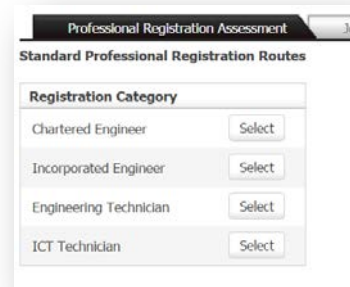 Professional Registration Assessment
Standard Professional Registration Routes
Registration Category
Chartered Engineer Select
Incorporated Engineer Select
Engineering Technician Select
ICT Technician Select